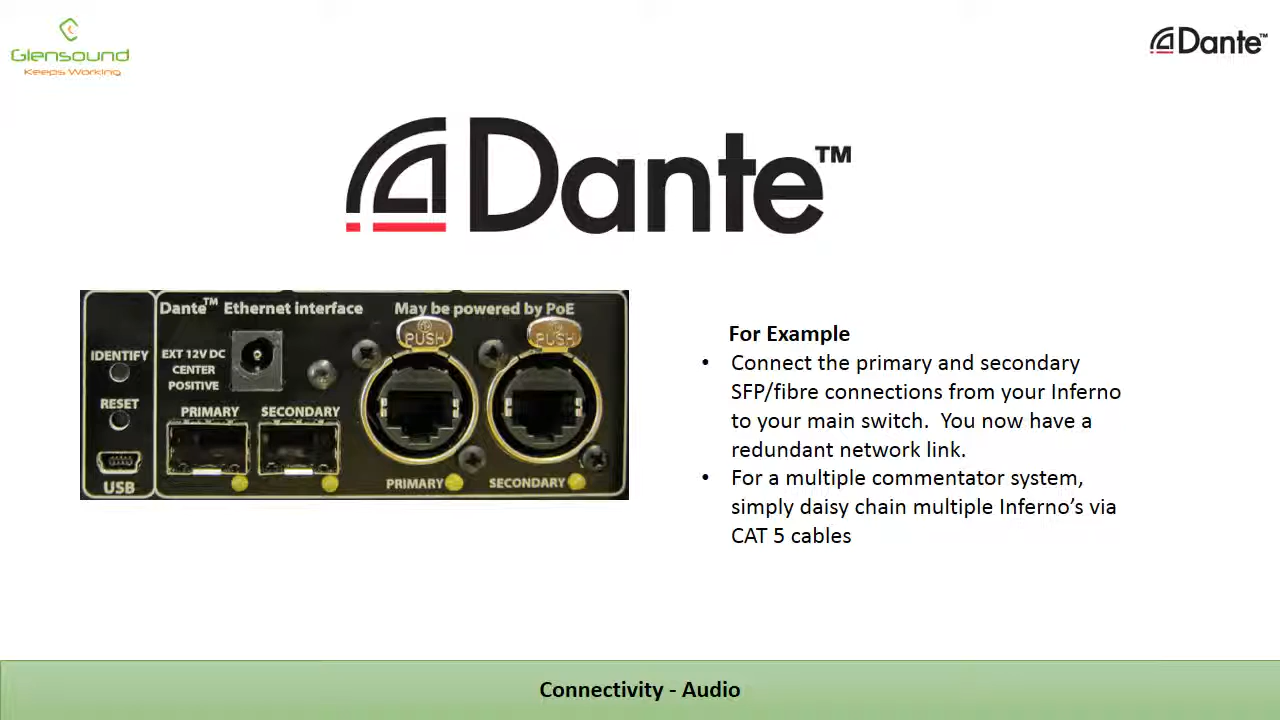 Glensound
Keeps Working
Dante™
Dante™
Dante™ Ethernet interface
May be powered by PoE
PUSH
PUSH
IDENTIFY
EXT 12V DC
CENTER
POSITIVE
RESET
PRIMARY
SECONDARY
USB
PRIMARY
SECONDARY
For Example
• Connect the primary and secondary
SFP/fibre connections from your Inferno
to your main switch. You now have a
redundant network link.
• For a multiple commentator system,
simply daisy chain multiple Inferno’s via
CAT 5 cables
Connectivity - Audio